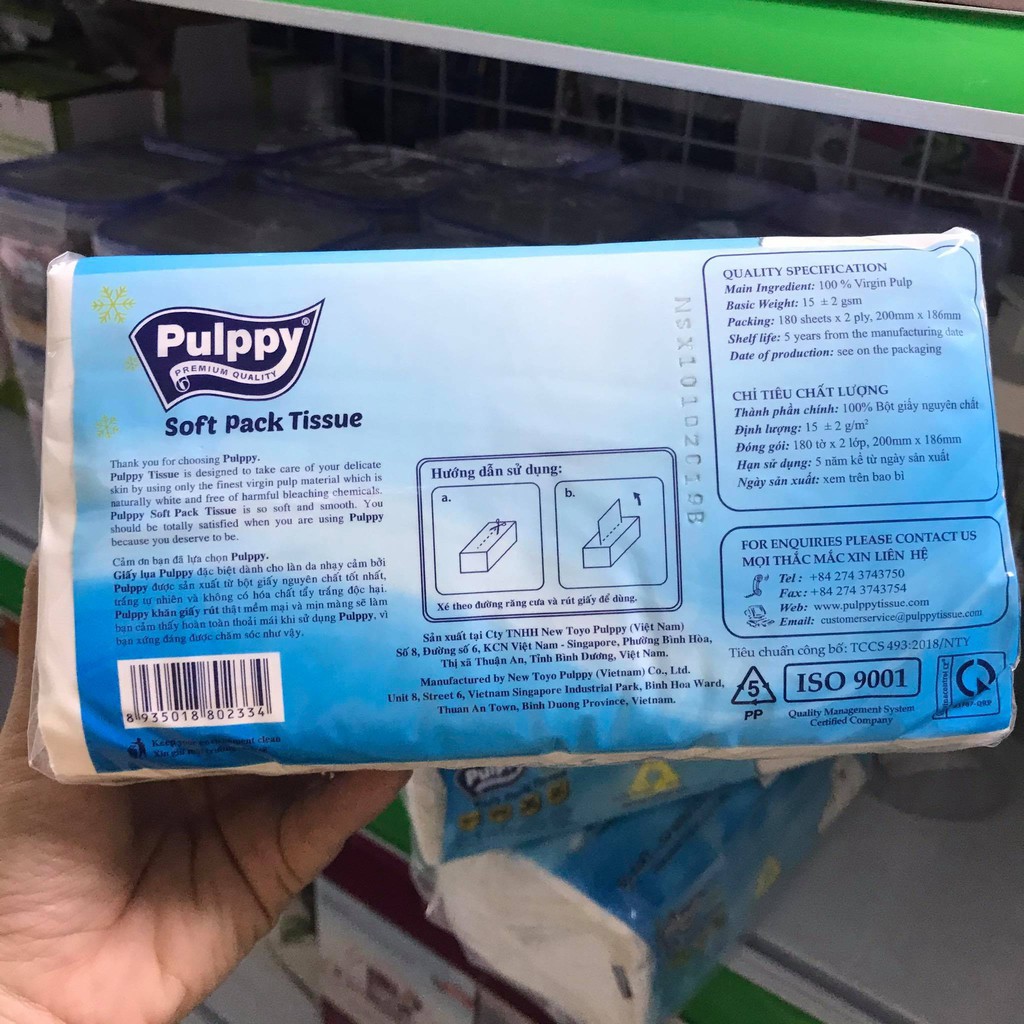 Pulppy®
PREMIUM QUALITY
Soft Pack Tissue
Thank you for choosing Pulppy.
Pulppy Tissue is designed to take care of your delicate
skin by using only the finest virgin pulp material which is
naturally white and free of harmful bleaching chemicals.
Pulppy Soft Pack Tissue is so soft and smooth. You
should be totally satisfied when you are using Pulppy
because you deserve to be.
Cảm ơn bạn đã lựa chọn Pulppy.
Giấy lụa Pulppy đặc biệt dành cho làn da nhạy cảm bởi
Pulppy được sản xuất từ bột giấy nguyên chất tốt nhất,
trắng tự nhiên và không có hóa chất tẩy trắng độc hại.
Pulppy khăn giấy rút thật mềm mại và mịn màng sẽ làm
bạn cảm thấy hoàn toàn thoải mái khi sử dụng Pulppy, vì
bạn xứng đáng được chăm sóc như vậy.
8 935018 802334
Keep your environment clean
Hướng dẫn sử dụng:
a.
b.
Xé theo đường răng cưa và rút giấy để dùng.
Sản xuất tại Cty TNHH New Toyo Pulppy (Việt Nam)
Số 8, Đường số 6, KCN Việt Nam - Singapore, Phường Bình Hòa,
Thị xã Thuận An, Tỉnh Bình Dương, Việt Nam.
Manufactured by New Toyo Pulppy (Vietnam) Co., Ltd.
Unit 8, Street 6, Vietnam Singapore Industrial Park, Binh Hoa Ward,
Thuan An Town, Binh Duong Province, Vietnam.
NSX10102019B
QUALITY SPECIFICATION
Main Ingredient: 100 % Virgin Pulp
Basic Weight: 15 ± 2 gsm
Packing: 180 sheets x 2 ply, 200mm x 186mm
Shelf life: 5 years from the manufacturing date
Date of production: see on the packaging
CHỈ TIÊU CHẤT LƯỢNG
Thành phần chính: 100% Bột giấy nguyên chất
Định lượng: 15 ± 2 g/m²
Đóng gói: 180 tờ x 2 lớp, 200mm x 186mm
Hạn sử dụng: 5 năm kể từ ngày sản xuất
Ngày sản xuất: xem trên bao bì
FOR ENQUIRIES PLEASE CONTACT US
MỌI THẮC MẮC XIN LIÊN HỆ
Tel : +84 274 3743750
Fax: +84 274 3743754
Web: www.pulppytissue.com
Email: customerservice@pulppytissue.com
Tiêu chuẩn công bố: TCCS 493:2018/NTY
5
PP
ISO 9001
Quality Management System
Certified Company